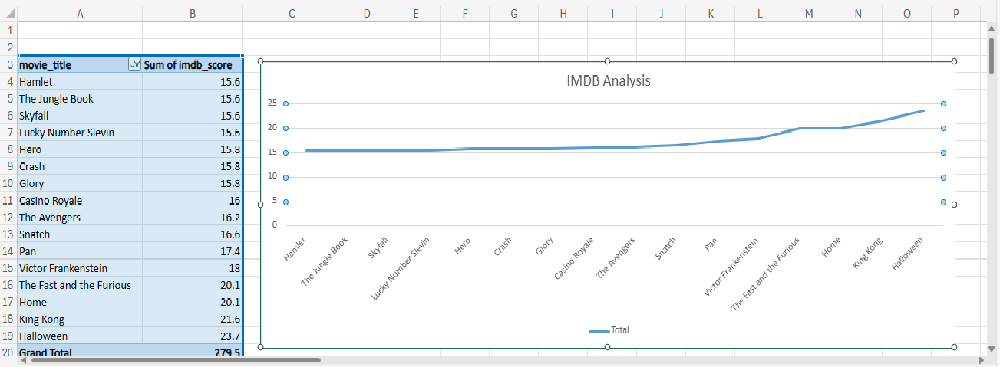 A B C D E F G H I J K L M N O P
1
2
3 movie_title Sum of imdb_score
4 Hamlet 15.6
5 The Jungle Book 15.6
6 Skyfall 15.6
7 Lucky Number Slevin 15.6
8 Hero 15.8
9 Crash 15.8
10 Glory 15.8
11 Casino Royale 16
12 The Avengers 16.2
13 Snatch 16.6
14 Pan 17.4
15 Victor Frankenstein 18
16 The Fast and the Furious 20.1
17 Home 20.1
18 King Kong 21.6
19 Halloween 23.7
20 Grand Total 279.5
IMDB Analysis
25
20
15
10
5
0
Hamlet
The Jungle Book
Skyfall
Lucky Number Slevin
Hero
Crash
Glory
Casino Royale
The Avengers
Snatch
Pan
Victor Frankenstein
The Fast and the Furious
Home
King Kong
Halloween
Total